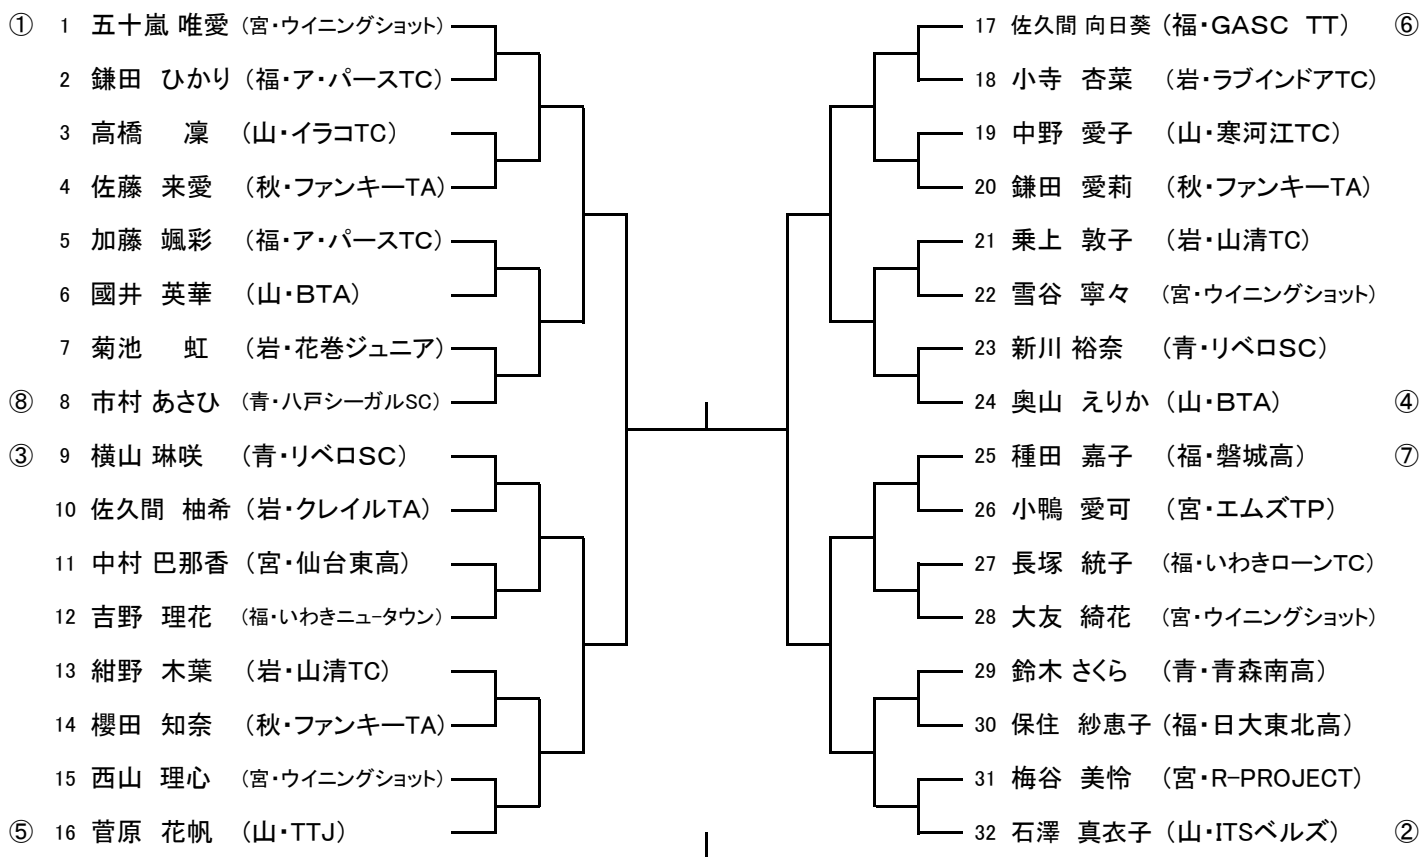 ① 1 五十嵐 唯愛 (宮・ウイニングショット)
2 鎌田 ひかり (福・ア・パースTC)
3 高橋 凜 (山・イラコTC)
4 佐藤 来愛 (秋・ファンキーTA)
5 加藤 颯彩 (福・ア・パースTC)
6 國井 英華 (山・BTA)
7 菊池 虹 (岩・花巻ジュニア)
⑧ 8 市村 あさひ (青・八戸シーガルSC)
③ 9 横山 琳咲 (青・リベロSC)
10 佐久間 柚希 (岩・クレイルTA)
11 中村 巴那香 (宮・仙台東高)
12 吉野 理花 (福・いわきニュータウン)
13 紺野 木葉 (岩・山清TC)
14 櫻田 知奈 (秋・ファンキーTA)
15 西山 理心 (宮・ウイニングショット)
⑤ 16 菅原 花帆 (山・TTJ)
17 佐久間 向日葵 (福・GASC TT) ⑥
18 小寺 杏菜 (岩・ラブインドアTC)
19 中野 愛子 (山・寒河江TC)
20 鎌田 愛莉 (秋・ファンキーTA)
21 乗上 敦子 (岩・山清TC)
22 雪谷 寧々 (宮・ウイニングショット)
23 新川 裕奈 (青・リベロSC)
24 奥山 えりか (山・BTA) ④
25 種田 嘉子 (福・磐城高) ⑦
26 小鴨 愛可 (宮・エムズTP)
27 長塚 統子 (福・いわきローンTC)
28 大友 綺花 (宮・ウイニングショット)
29 鈴木 さくら (青・青森南高)
30 保住 紗恵子 (福・日大東北高)
31 梅谷 美怜 (宮・R-PROJECT)
32 石澤 真衣子 (山・ITSベルズ) ②